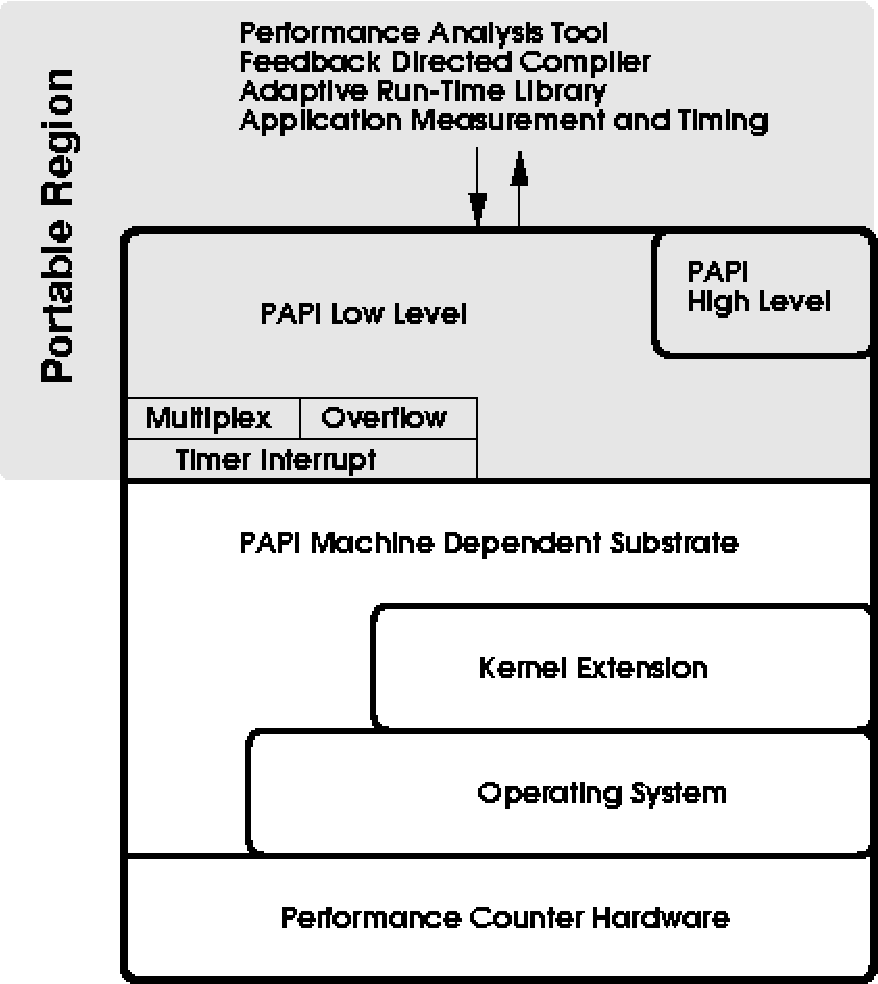 Portable Region
Performance Analysis Tool
Feedback Directed Compiler
Adaptive Run-Time Library
Application Measurement and Timing
PAPI Low Level
PAPI
High Level
Multiplex
Overflow
Timer Interrupt
PAPI Machine Dependent Substrate
Kernel Extension
Operating System
Performance Counter Hardware